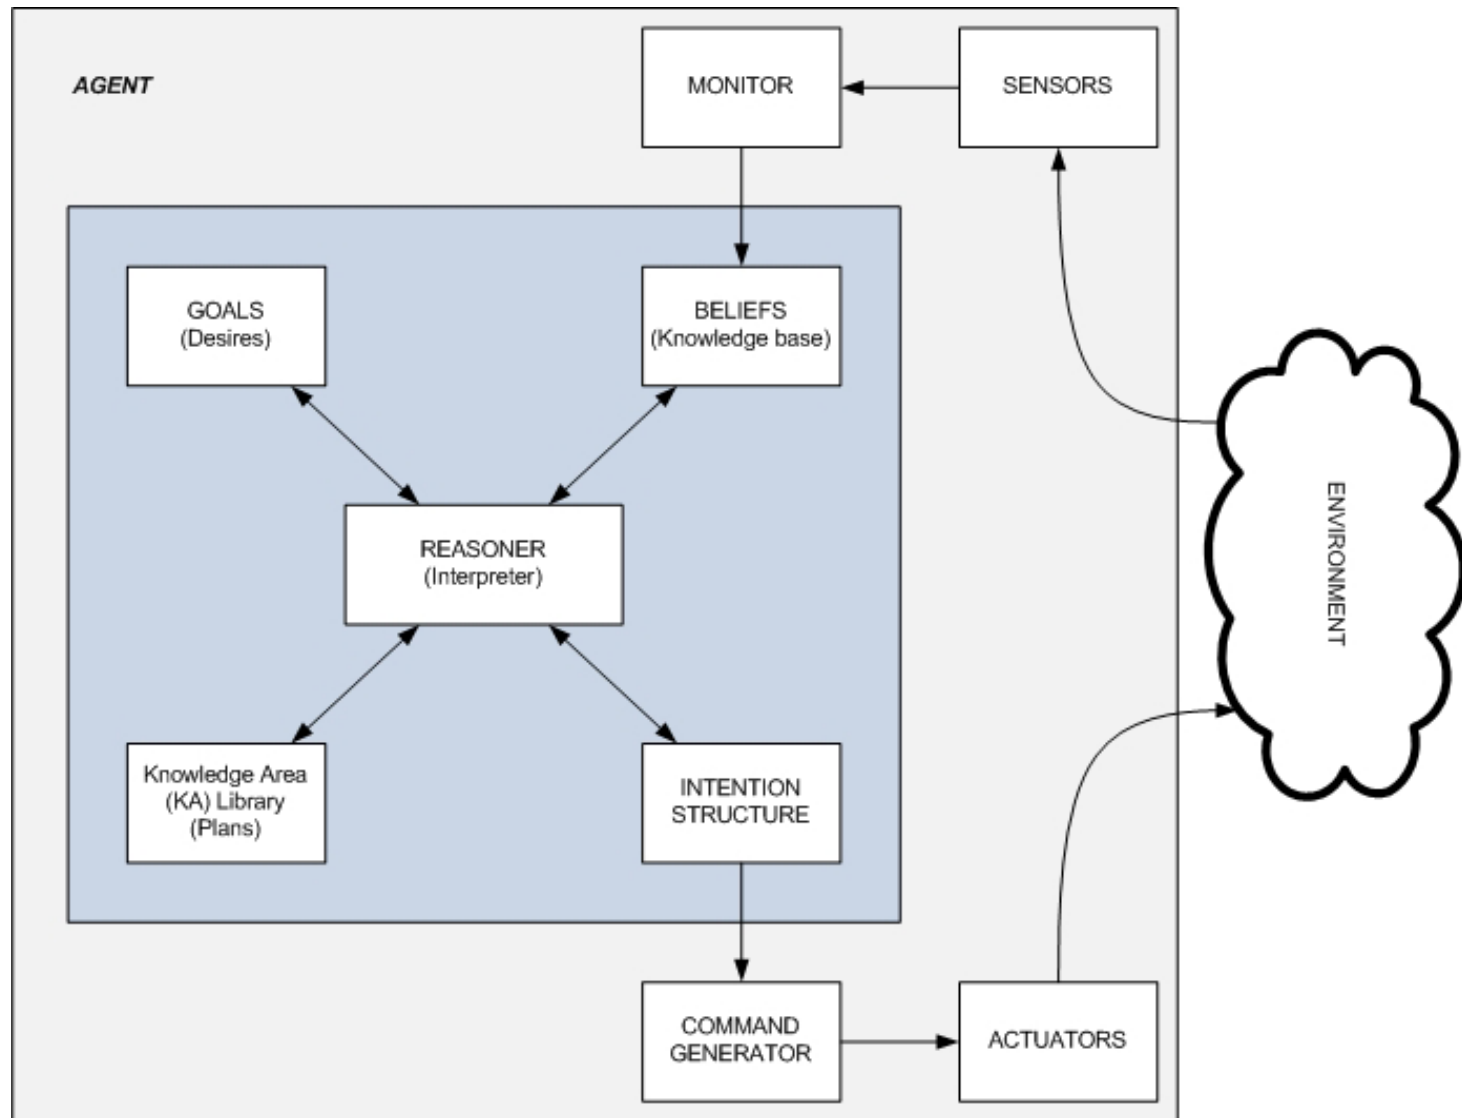 AGENT
MONITOR
SENSORS
GOALS
(Desires)
BELIEFS
(Knowledge base)
REASONER
(Interpreter)
ENVIRONMENT
Knowledge Area
(KA) Library
(Plans)
INTENTION
STRUCTURE
COMMAND
GENERATOR
ACTUATORS